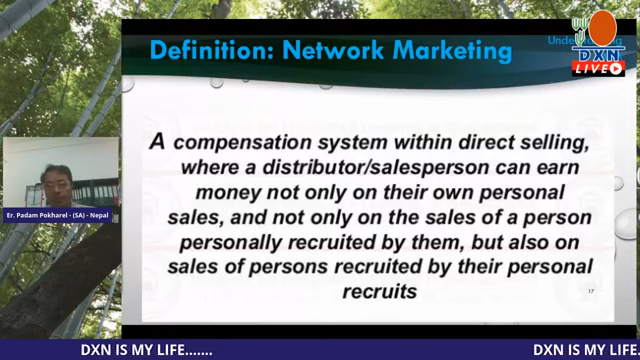 Definition: Network Marketing
DXN
LIVE
A compensation system within direct selling,
where a distributor/salesperson can earn
money not only on their own personal
sales, and not only on the sales of a person
personally recruited by them, but also on
sales of persons recruited by their personal
recruits
17
Er. Padam Pokharel - (SA) - Nepal
DXN IS MY LIFE.......
DXN IS MY LIFE.